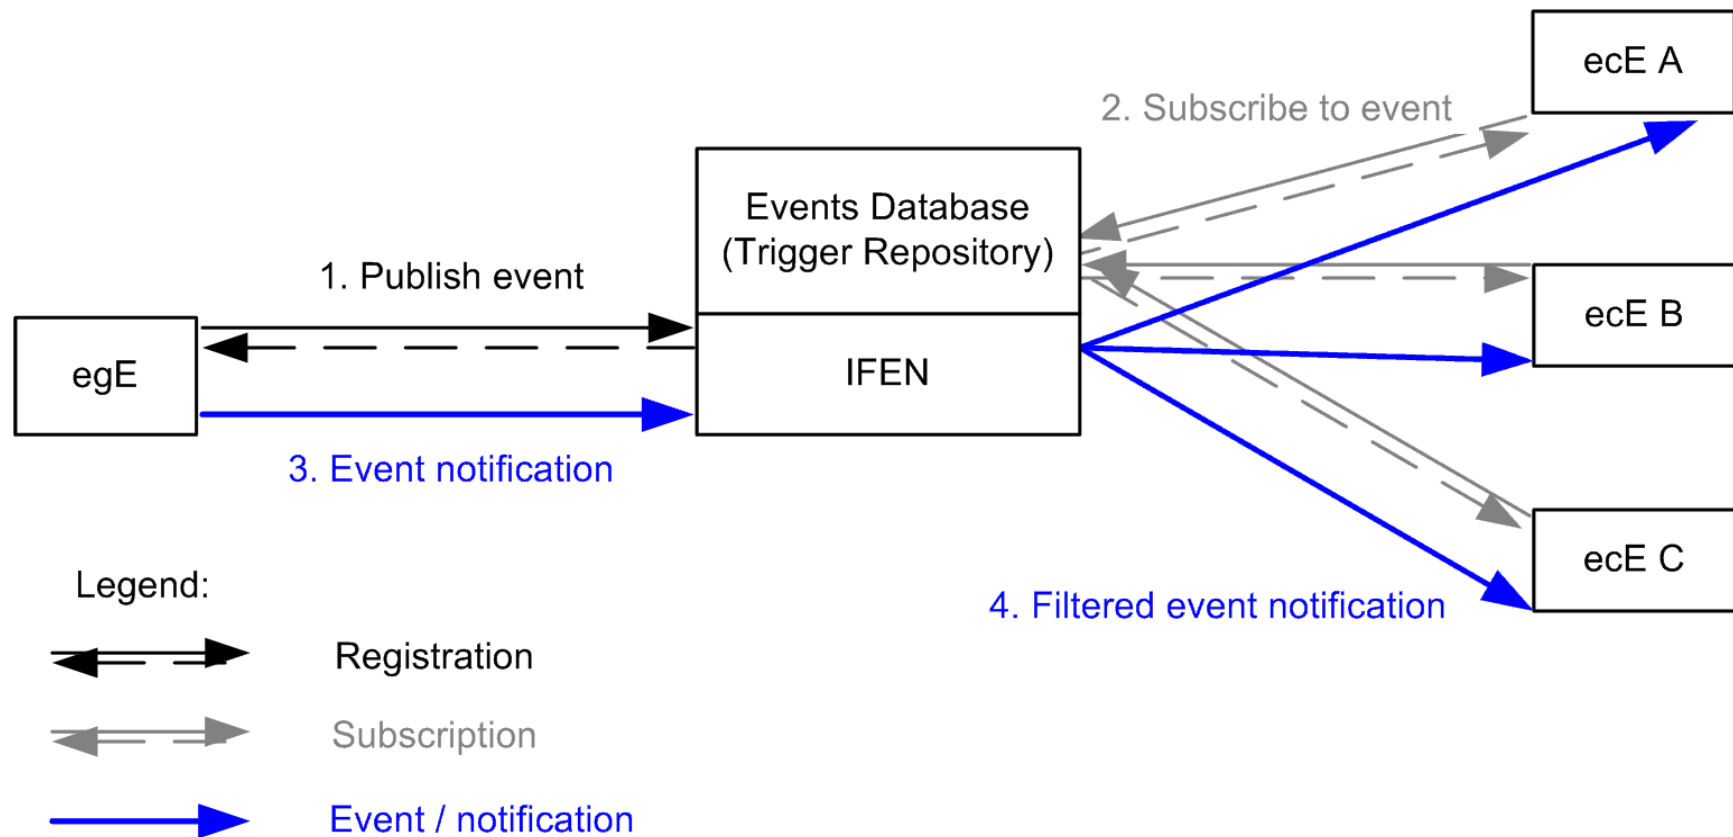 ecE A
2. Subscribe to event
Events Database
(Trigger Repository)
1. Publish event
ecE B
egE
IFEN
3. Event notification
ecE C
4. Filtered event notification
Legend:
Registration
Subscription
Event / notification